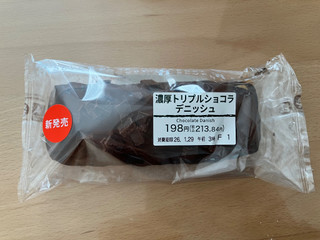 新発売
濃厚トリプルショコラ
デニッシュ
Chocolate Danish
198円(税込213.84円)
消費期限26. 1.29 午前 3時 F 1